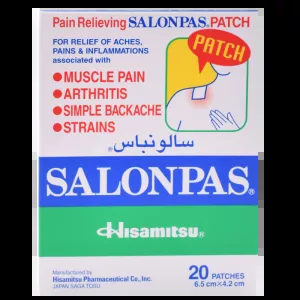 Pain Relieving SALONPAS® PATCH
FOR RELIEF OF ACHES,
PAINS & INFLAMMATIONS
associated with
PATCH
• MUSCLE PAIN
• ARTHRITIS
• SIMPLE BACKACHE
• STRAINS
سالونباس®
SALONPAS®
Hisamitsu®
Manufactured by
Hisamitsu Pharmaceutical Co., Inc.
JAPAN SAGA TOSU
20 PATCHES
6.5 cm×4.2 cm